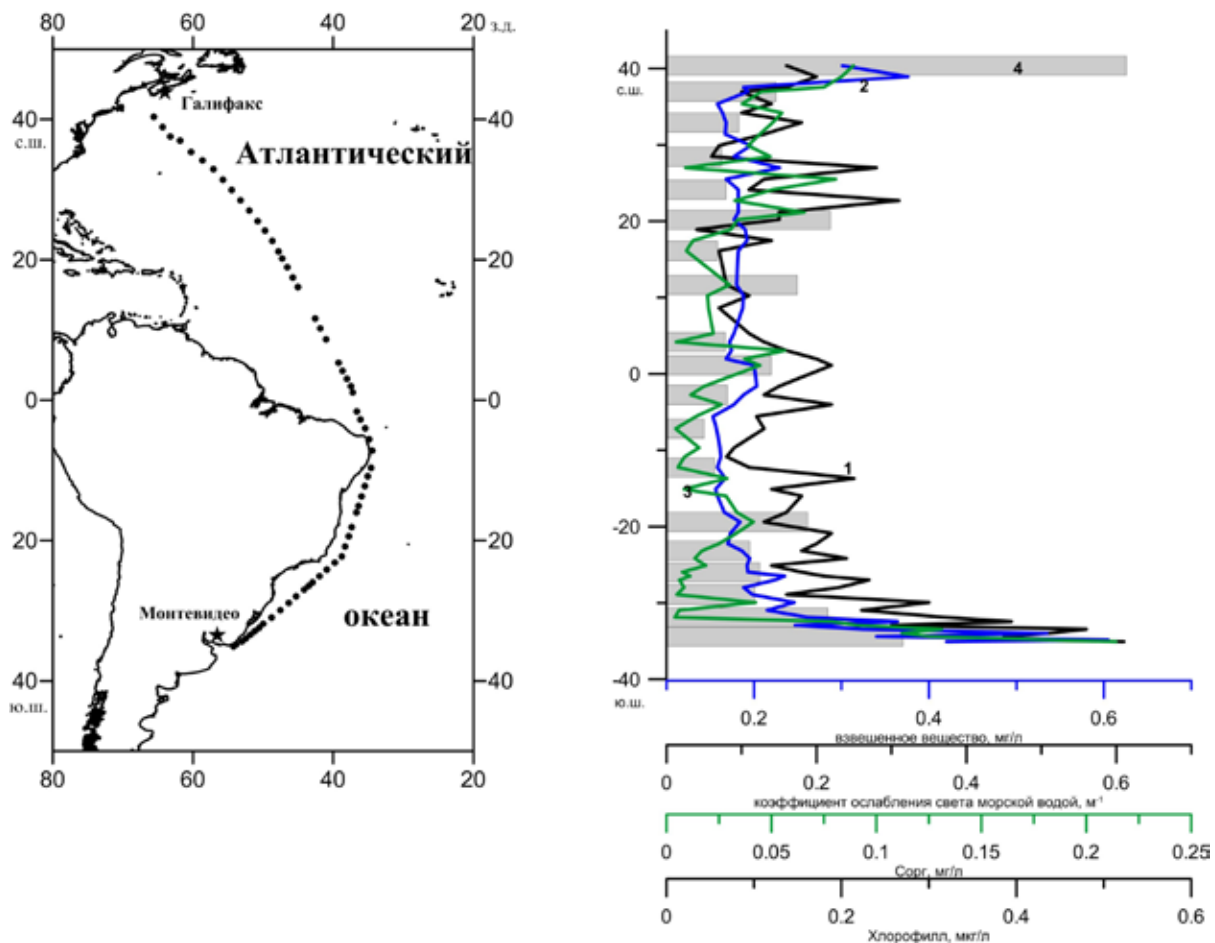 80 60 40 20 з.д.
Галифакс
40 40
с.ш.
Атлантический
20 20
0 0
20 20
Монтевидео
океан
40 40
ю.ш.
80 60 40 20
40
с.ш.
4
2
20
0
1
3
-20
-40
ю.ш.
0.2 0.4 0.6
взвешенное вещество, мг/л
0 0.2 0.4 0.6
коэффициент ослабления света морской водой, м-1
0 0.05 0.1 0.15 0.2 0.25
Сорг, мг/л
0 0.2 0.4 0.6
Хлорофилл, мкг/л